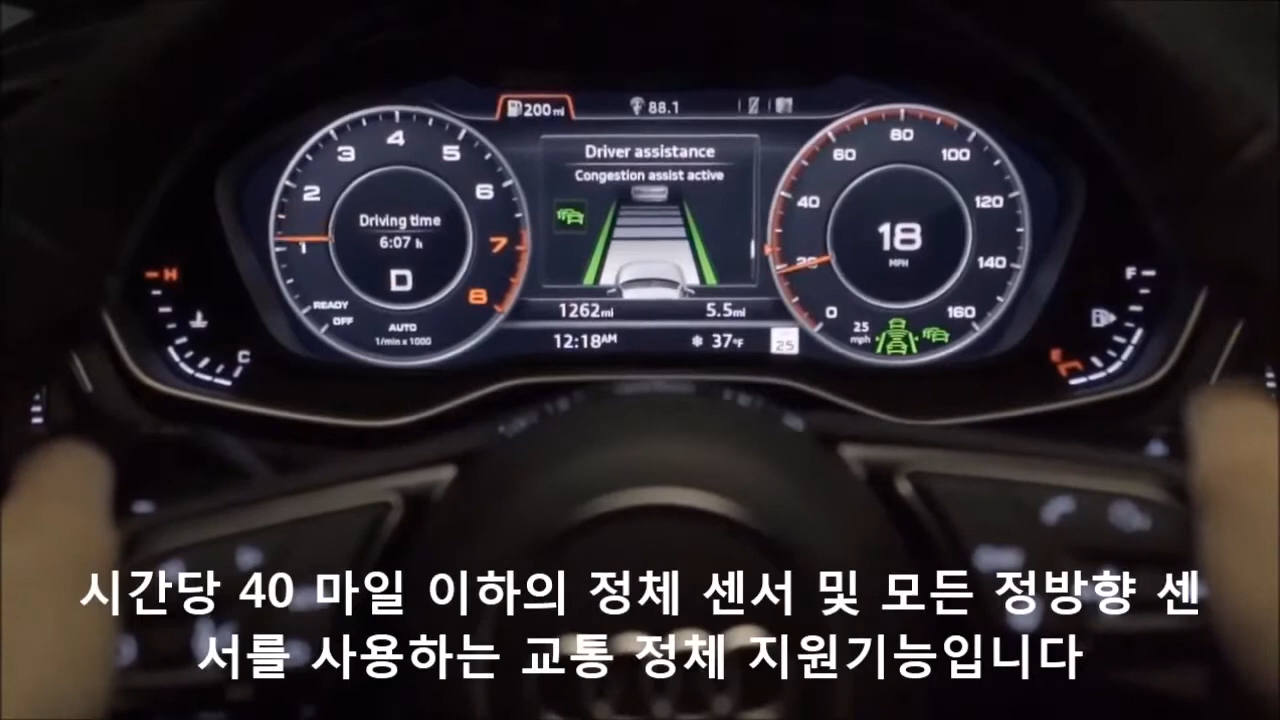 200 mi
88.1
Driver assistance
Congestion assist active
1 2 3 4 5 6 7 8
Driving time
6:07 h
D
READY
OFF
AUTO
1/min x 1000
0 20 40 60 80 100 120 140 160
18
MPH
25
mph
1262mi
5.5mi
12:18AM
37°F
25
H
C
F
시간당 40 마일 이하의 정체 센서 및 모든 정방향 센
서를 사용하는 교통 정체 지원기능입니다